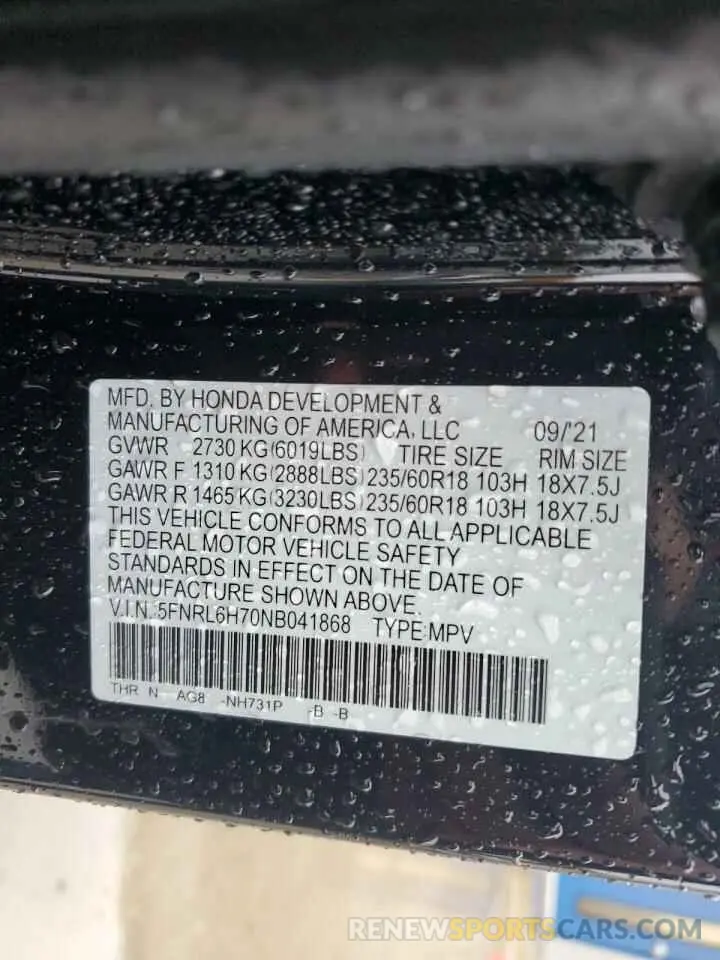 MFD. BY HONDA DEVELOPMENT &
MANUFACTURING OF AMERICA, LLC 09/'21
GVWR 2730 KG(6019LBS) TIRE SIZE RIM SIZE
GAWR F 1310 KG(2888LBS) 235/60R18 103H 18X7.5J
GAWR R 1465 KG(3230LBS) 235/60R18 103H 18X7.5J
THIS VEHICLE CONFORMS TO ALL APPLICABLE
FEDERAL MOTOR VEHICLE SAFETY
STANDARDS IN EFFECT ON THE DATE OF
MANUFACTURE SHOWN ABOVE.
V.I.N.:5FNRL6H70NB041868 TYPE:MPV
THR N AG8 -NH731P -B -B
RENEWSPORTSCARS.COM